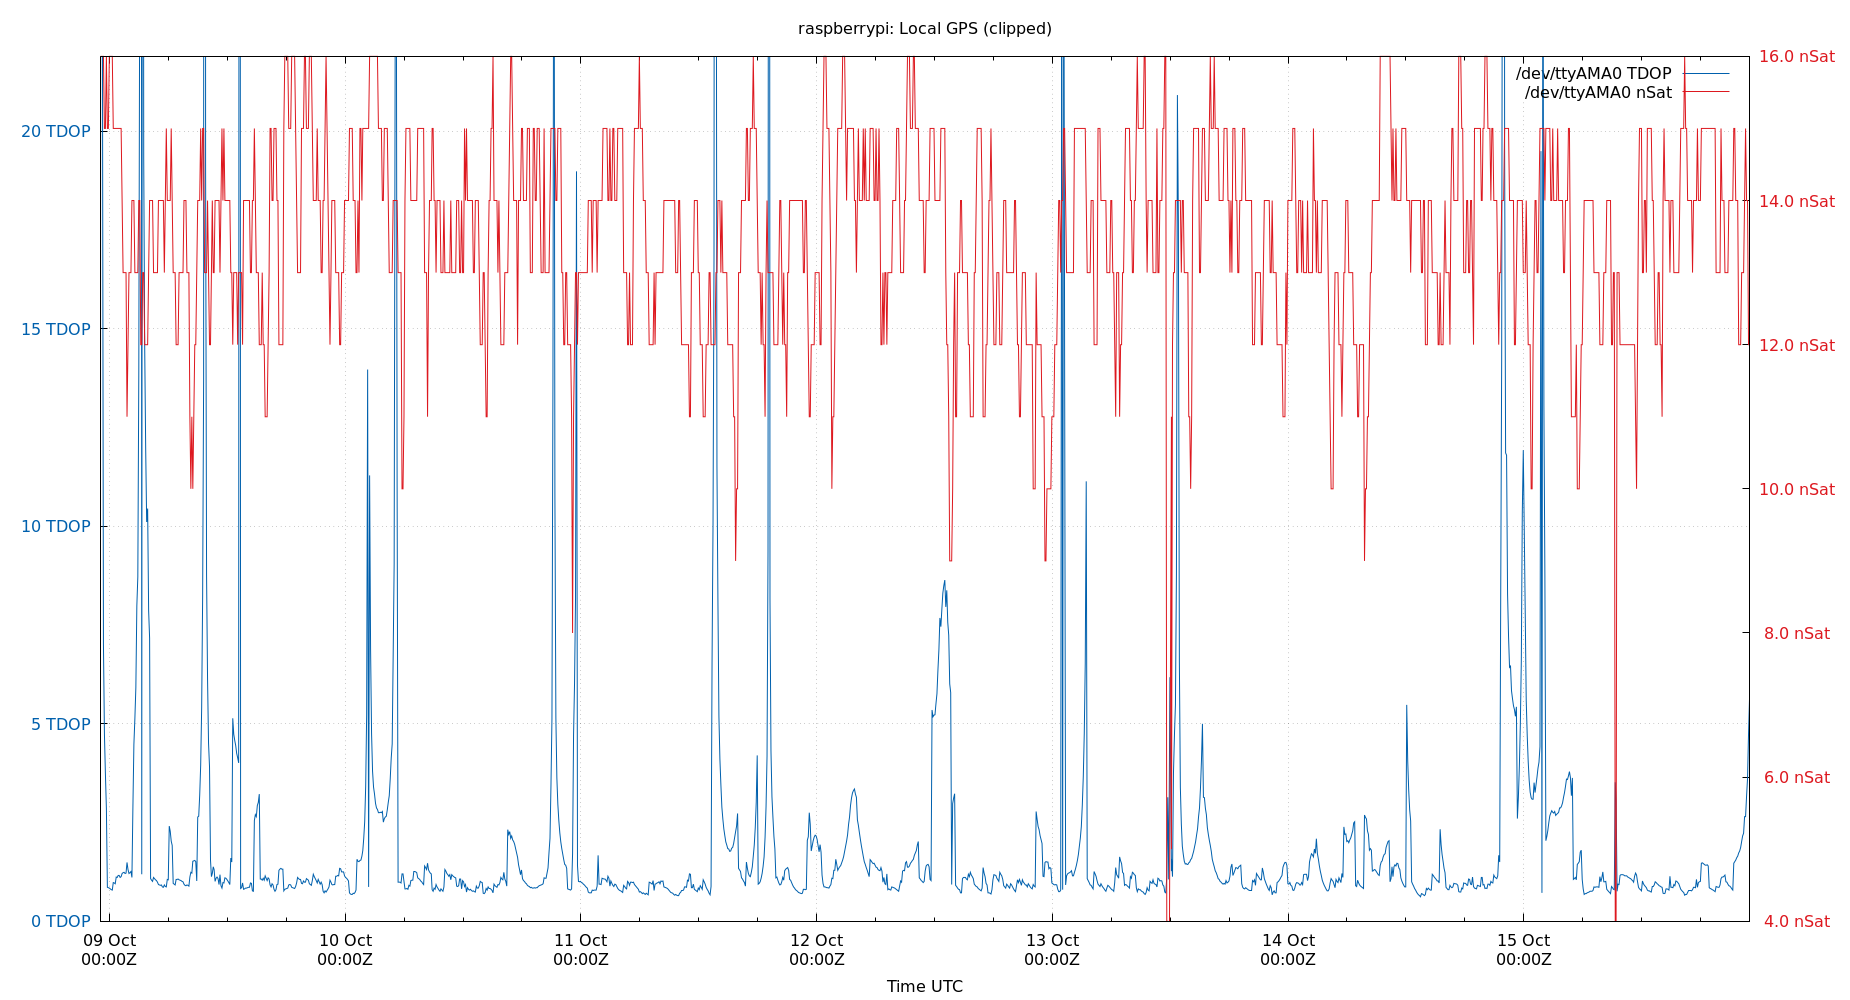 raspberrypi: Local GPS (clipped)
16.0 nSat
/dev/ttyAMA0 TDOP
/dev/ttyAMA0 nSat
20 TDOP
14.0 nSat
15 TDOP
12.0 nSat
10 TDOP
10.0 nSat
8.0 nSat
5 TDOP
6.0 nSat
0 TDOP
4.0 nSat
09 Oct 10 Oct 11 Oct 12 Oct 13 Oct 14 Oct 15 Oct
00:00Z 00:00Z 00:00Z 00:00Z 00:00Z 00:00Z 00:00Z
Time UTC